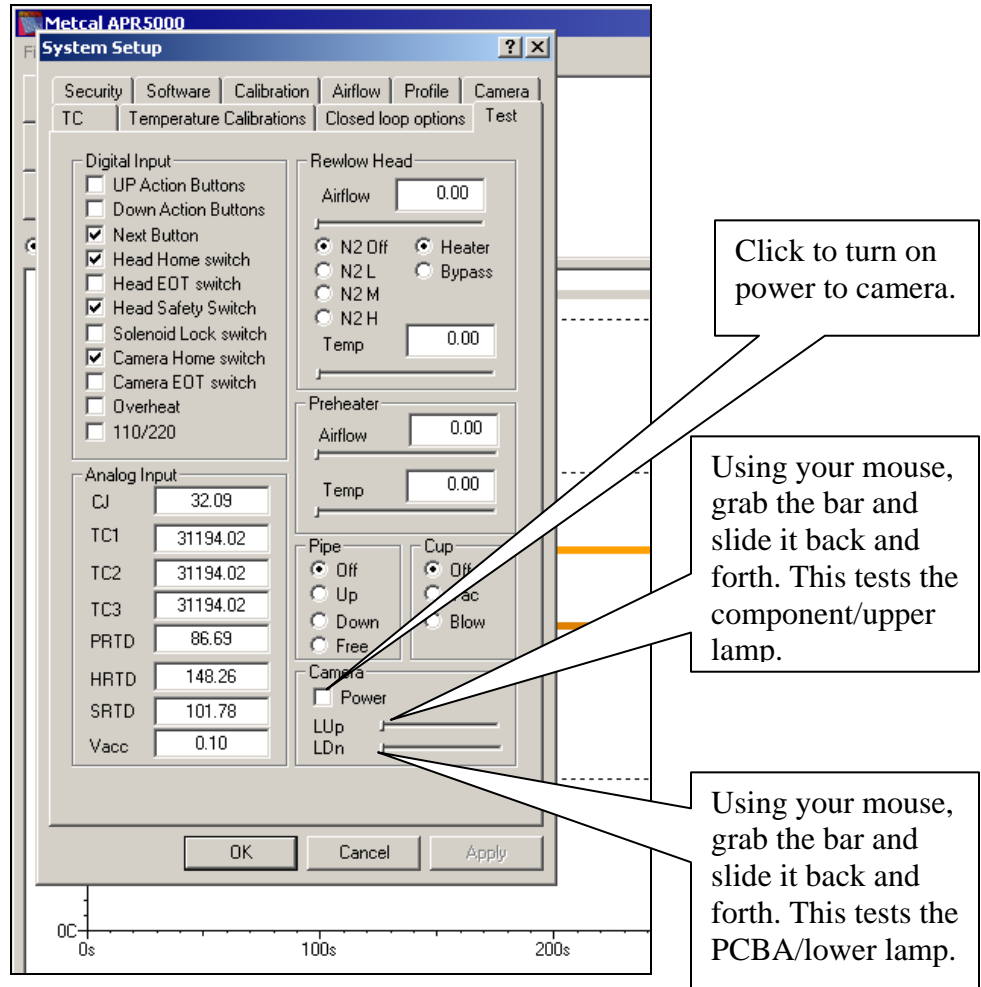 Metcal APR5000
System Setup
Security Software Calibration Airflow Profile Camera
TC Temperature Calibrations Closed loop options Test
Digital Input
UP Action Buttons
Down Action Buttons
Next Button
Head Home switch
Head EOT switch
Head Safety Switch
Solenoid Lock switch
Camera Home switch
Camera EOT switch
Overheat
110/220
Analog Input
CJ 32.09
TC1 31194.02
TC2 31194.02
TC3 31194.02
PRTD 86.69
HRTD 148.26
SRTD 101.78
Vacc 0.10
Rewlow Head
Airflow 0.00
N2 Off Heater
N2 L Bypass
N2 M
N2 H
Temp 0.00
Preheater
Airflow 0.00
Temp 0.00
Pipe
Off
Up
Down
Free
Cup
Off
Blow
Camera
Power
LUp
LDn
OK Cancel Apply
0C
0s 100s 200s
Click to turn on
power to camera.
Using your mouse,
grab the bar and
slide it back and
forth. This tests the
component/upper
lamp.
Using your mouse,
grab the bar and
slide it back and
forth. This tests the
PCBA/lower lamp.